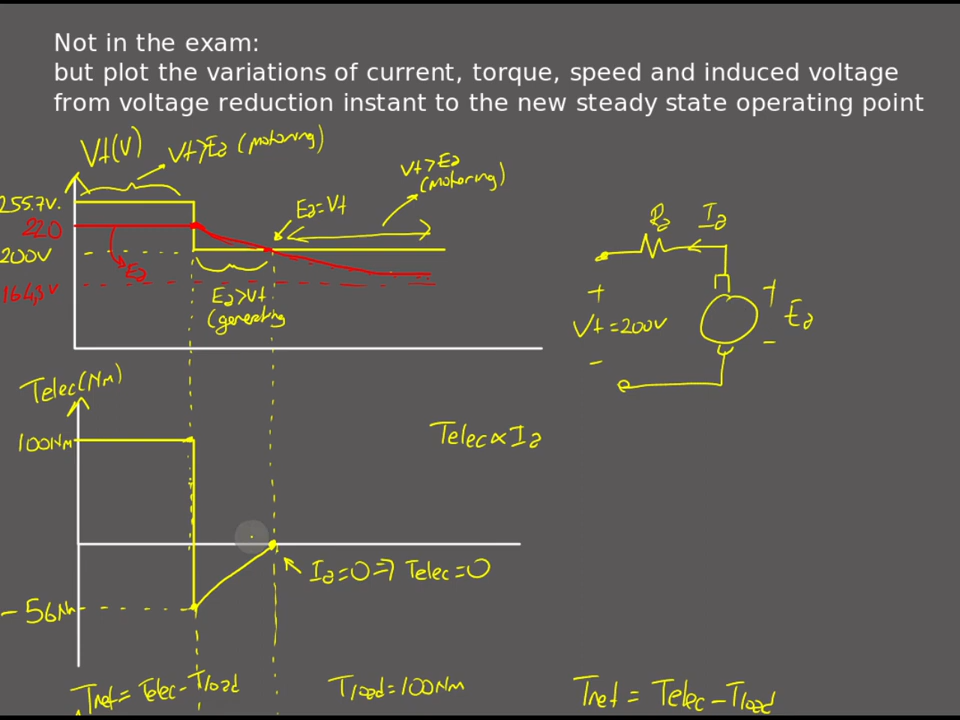 Not in the exam:
but plot the variations of current, torque, speed and induced voltage
from voltage reduction instant to the new steady state operating point
Vt(V)
Vt>Ea (motoring)
Vt>Ea
(motoring)
255.7V.
220
200V
164,3V
Ea
Ea=Vt
Ea>Vt
(generating
Ra
Ia
+
Vt=200V
-
+
Ea
-
Telec(Nm)
100Nm
Telec∝Ia
Ia=0⇒ Telec=0
-56Nm
Tnet= Telec-Tload
Tload=100Nm
Tnet = Telec-Tload